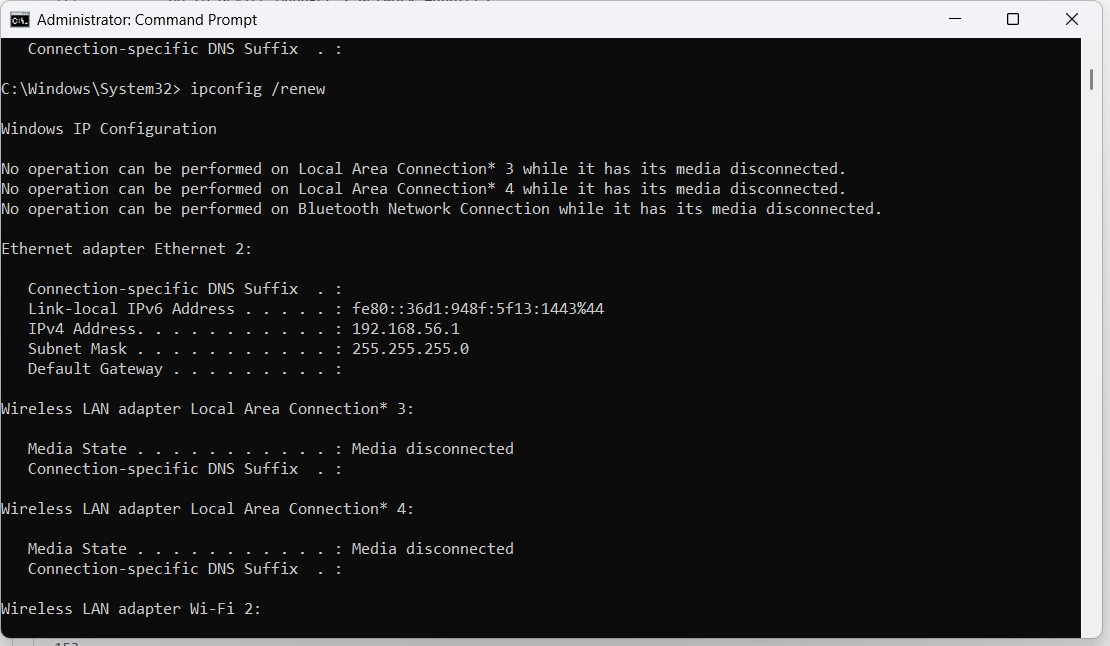 Administrator: Command Prompt
Connection-specific DNS Suffix  . :
C:\Windows\System32> ipconfig /renew
Windows IP Configuration
No operation can be performed on Local Area Connection* 3 while it has its media disconnected.
No operation can be performed on Local Area Connection* 4 while it has its media disconnected.
No operation can be performed on Bluetooth Network Connection while it has its media disconnected.
Ethernet adapter Ethernet 2:
Connection-specific DNS Suffix  . :
Link-local IPv6 Address . . . . . : fe80::36d1:948f:5f13:1443%44
IPv4 Address. . . . . . . . . . . : 192.168.56.1
Subnet Mask . . . . . . . . . . . : 255.255.255.0
Default Gateway . . . . . . . . . :
Wireless LAN adapter Local Area Connection* 3:
Media State . . . . . . . . . . . : Media disconnected
Connection-specific DNS Suffix  . :
Wireless LAN adapter Local Area Connection* 4:
Media State . . . . . . . . . . . : Media disconnected
Connection-specific DNS Suffix  . :
Wireless LAN adapter Wi-Fi 2: